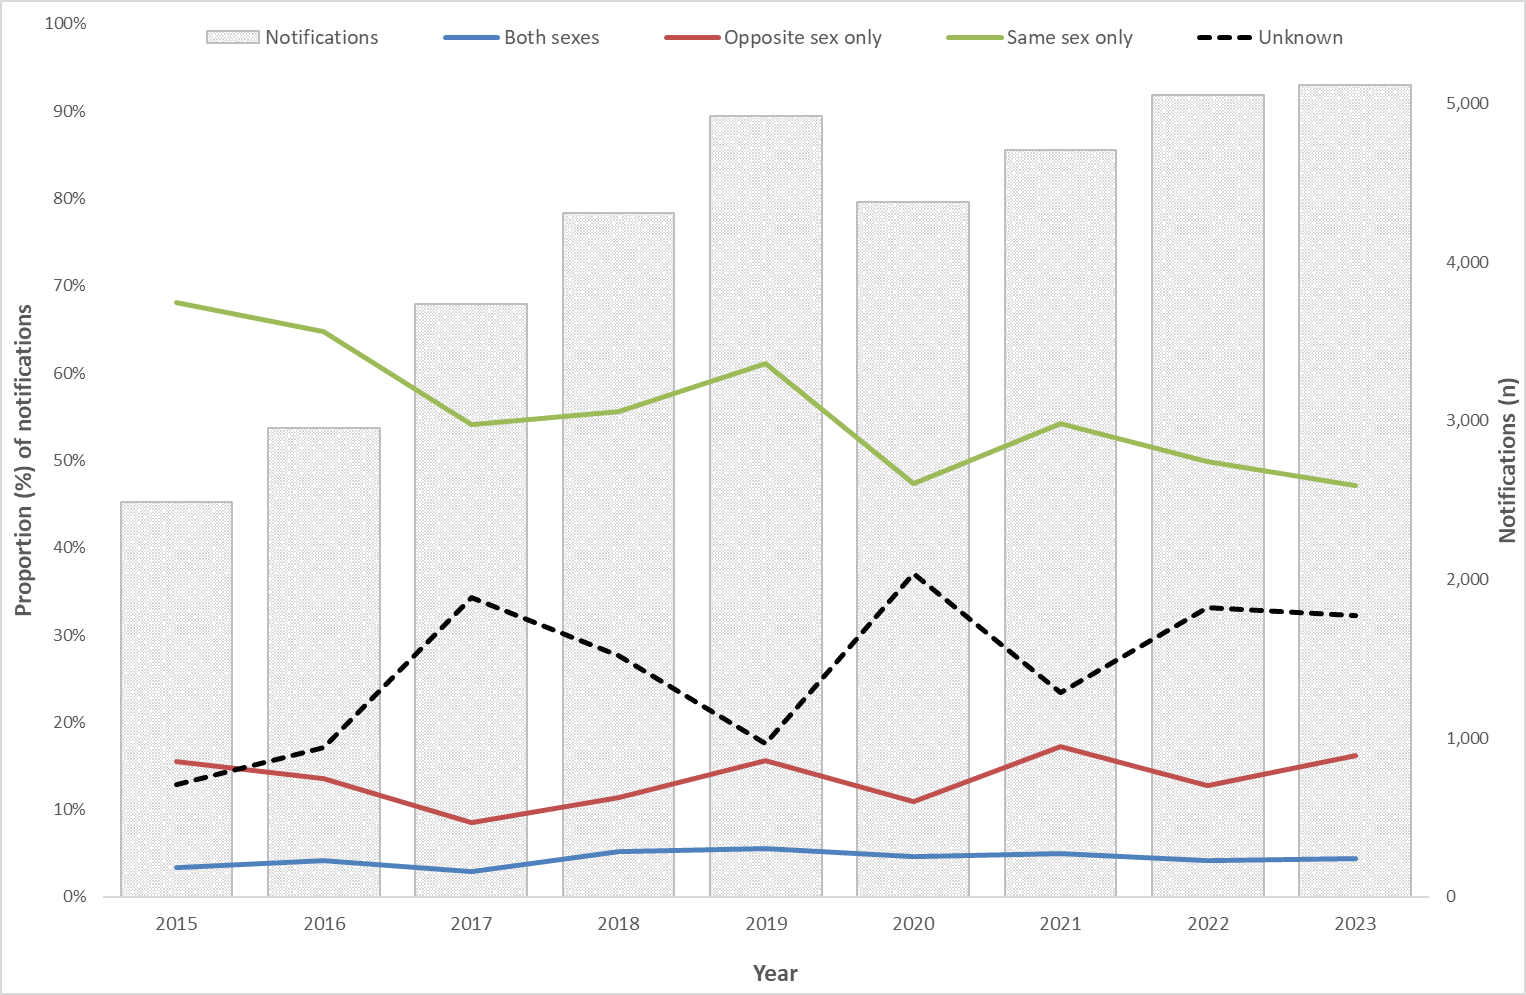 100%
90%
80%
70%
60%
50%
40%
30%
20%
10%
0%
Proportion (%) of notifications
Notifications
Both sexes
Opposite sex only
Same sex only
Unknown
5,000
4,000
3,000
2,000
1,000
0
Notifications (n)
2015 2016 2017 2018 2019 2020 2021 2022 2023
Year